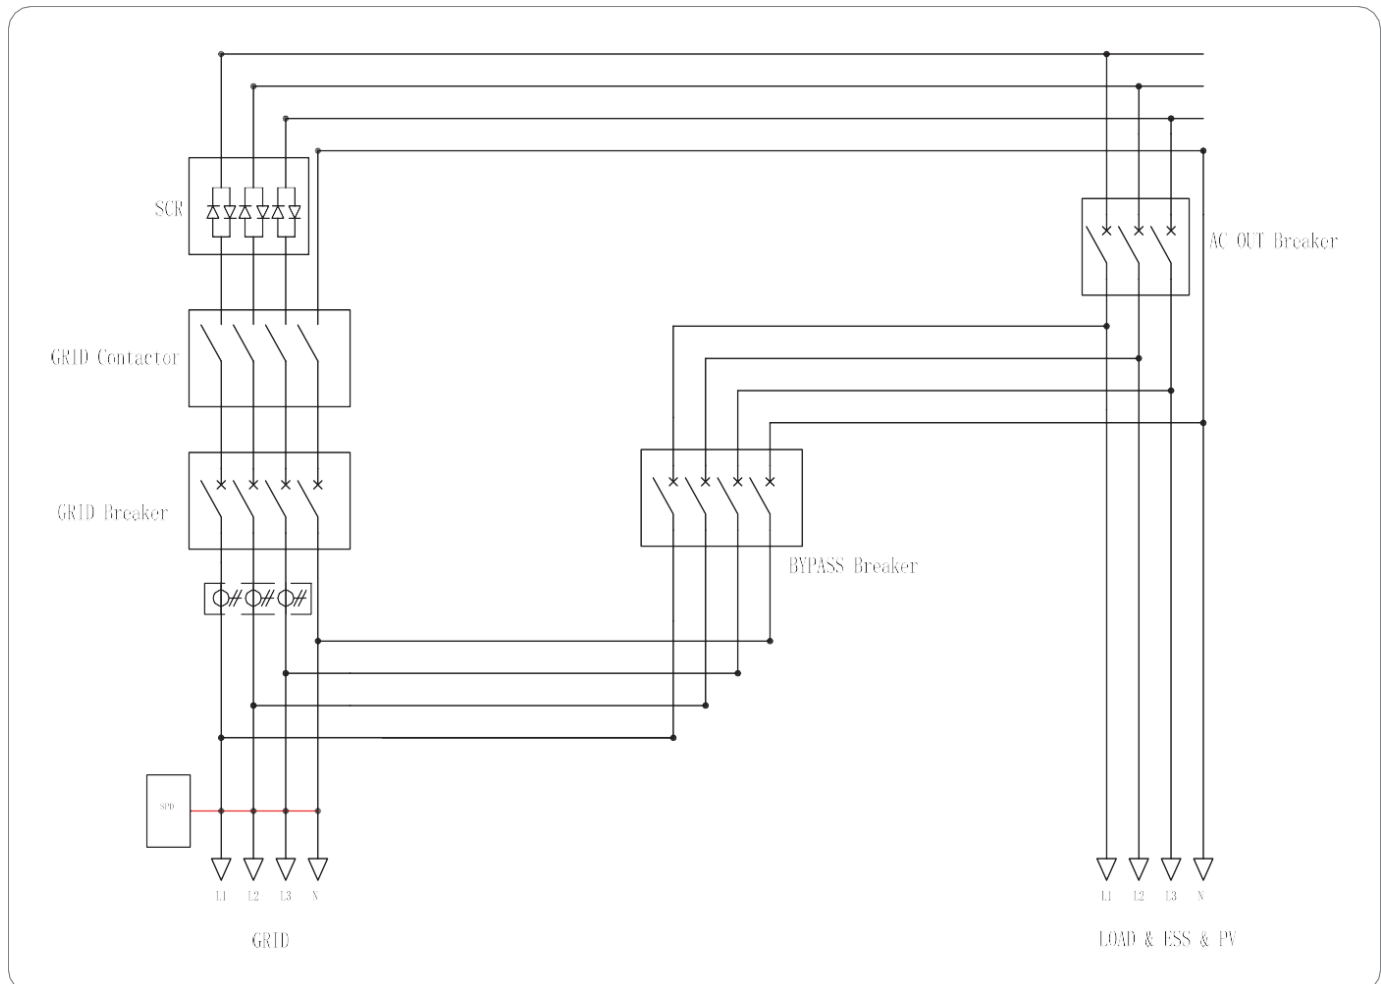 SCR
AC OUT Breaker
GRID Contactor
GRID Breaker
BYPASS Breaker
SPD
L1 L2 L3 N
L1 L2 L3 N
GRID
LOAD & ESS & PV